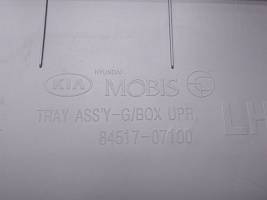 HYUNDAI
KIA MOBIS
TRAY ASS'Y-G/BOX UPR,
84517-07100